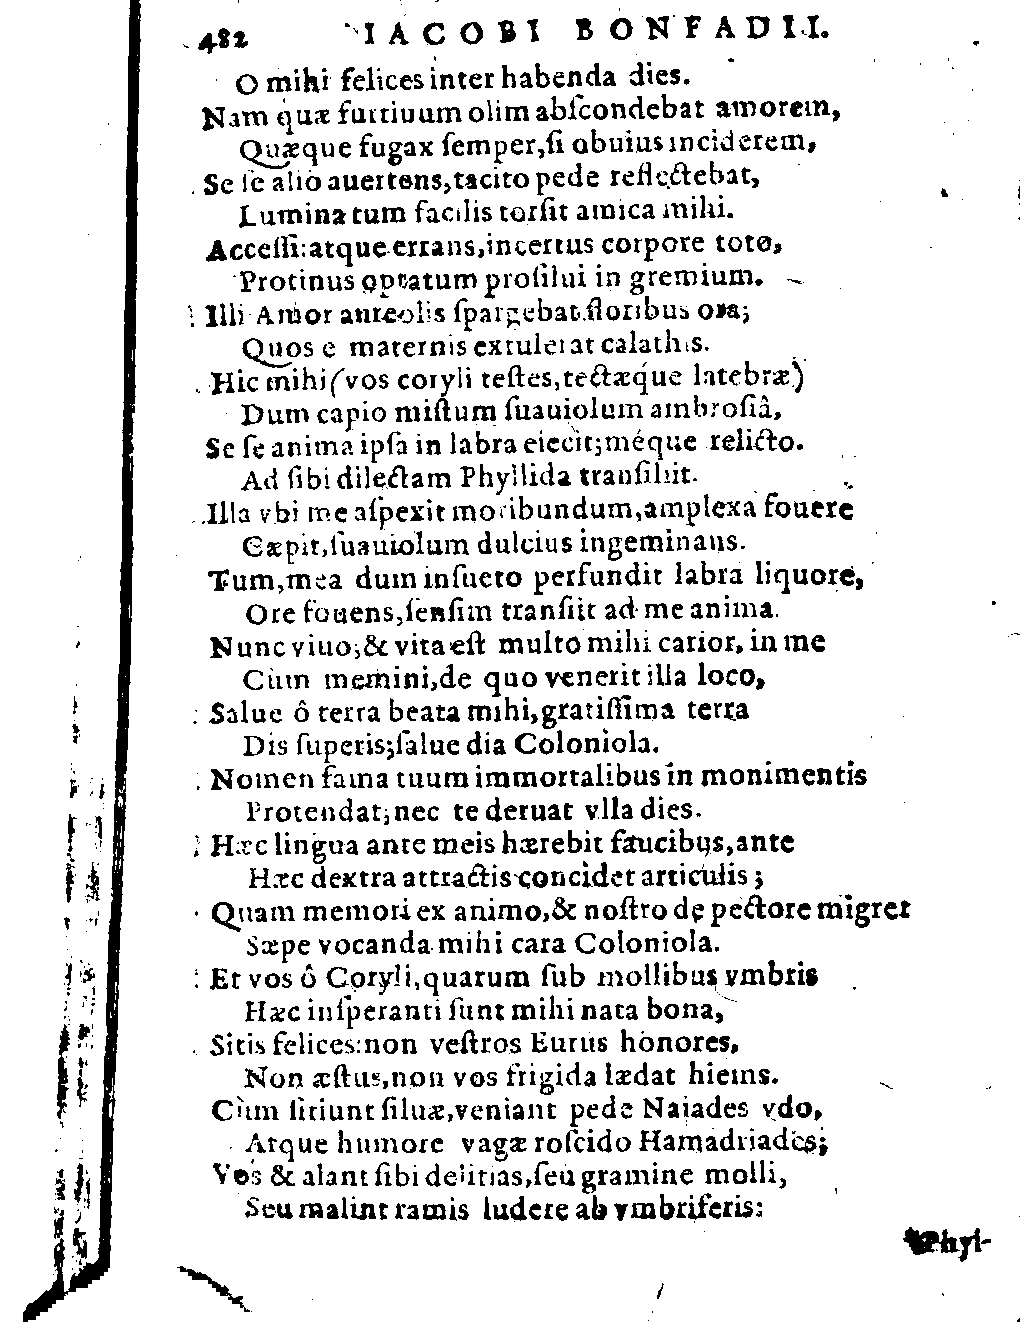 482 IACOBI BONFADII.
O mihi felices inter habenda dies.
Nam quæ furtiuum olim abſcondebat amorem,
Quæque fugax ſemper, ſi obuius inciderem,
Se ſe alio auertens, tacito pede reflectebat,
Lumina tum facilis torſit amica mihi.
Acceſſi: atque errans, incertus corpore toto,
Protinus optatum proſilui in gremium.
Illi Amor aureolis ſpargebat floribus ora;
Quos e maternis extulerat calathis.
Hic mihi (vos coryli teſtes, tectæque latebræ)
Dum capio miſtum ſuauiolum ambroſiâ,
Se ſe anima ipſa in labra eiecit; méque relicto.
Ad ſibi dilectam Phyllida tranſiliit.
Illa vbi me aſpexit moribundum, amplexa fouere
Cæpit, ſuauiolum dulcius ingeminans.
Tum, mea dum inſueto perfundit labra liquore,
Ore fouens, ſenſim tranſiit ad me anima.
Nunc viuo; & vita eſt multo mihi carior, in me
Cùm memini, de quo venerit illa loco,
Salue ô terra beata mihi, gratiſſima terra
Dis ſuperis; ſalue dia Coloniola.
Nomen fama tuum immortalibus in monimentis
Protendat; nec te deruat vlla dies.
Hæc lingua ante meis hærebit faucibus, ante
Hæc dextra attractis concidet articulis;
Quam memori ex animo, & noſtro de pectore migret
Sæpe vocanda mihi cara Coloniola.
Et vos ô Coryli, quarum ſub mollibus vmbris
Hæc inſperanti ſunt mihi nata bona,
Sitis felices: non veſtros Eurus honores,
Non æſtus, non vos frigida lædat hiems.
Cùm ſitiunt ſiluæ, veniant pede Naiades vdo,
Atque humore vagæ roſcido Hamadriades;
Vos & alant ſibi delitias, ſeu gramine molli,
Seu malint ramis ludere ab vmbriferis:
Phyl-